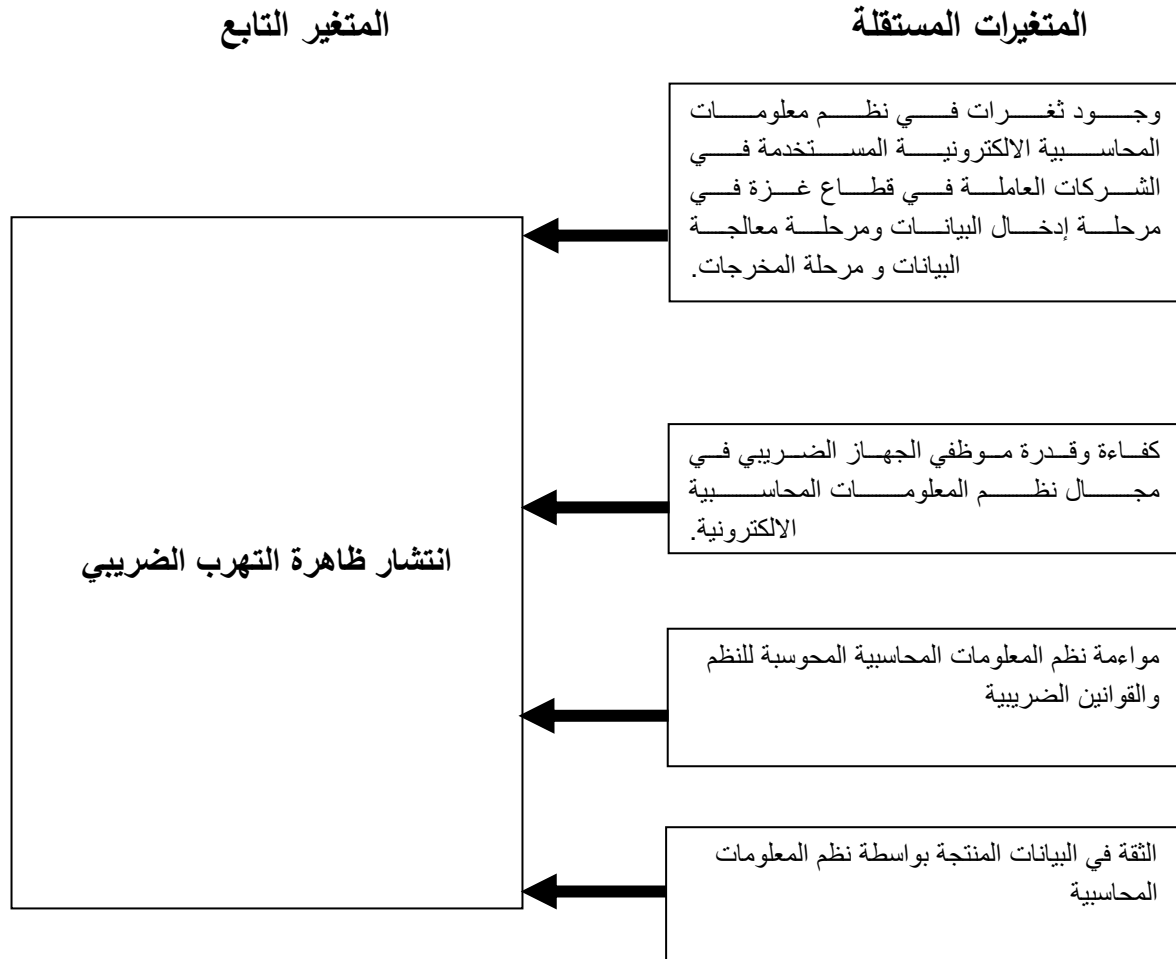 المتغيرات المستقلة
المتغير التابع
وجود ثغرات في نظم معلومات
المحاسبية الالكترونية المستخدمة في
الشركات العاملة في قطاع غزة في
مرحلة إدخال البيانات ومرحلة معالجة
البيانات و مرحلة المخرجات.
كفاءة وقدرة موظفي الجهاز الضريبي في
مجال نظم المعلومات المحاسبية
الالكترونية.
مواءمة نظم المعلومات المحاسبية المحوسبة للنظم
والقوانين الضريبية
الثقة في البيانات المنتجة بواسطة نظم المعلومات
المحاسبية
انتشار ظاهرة التهرب الضريبي